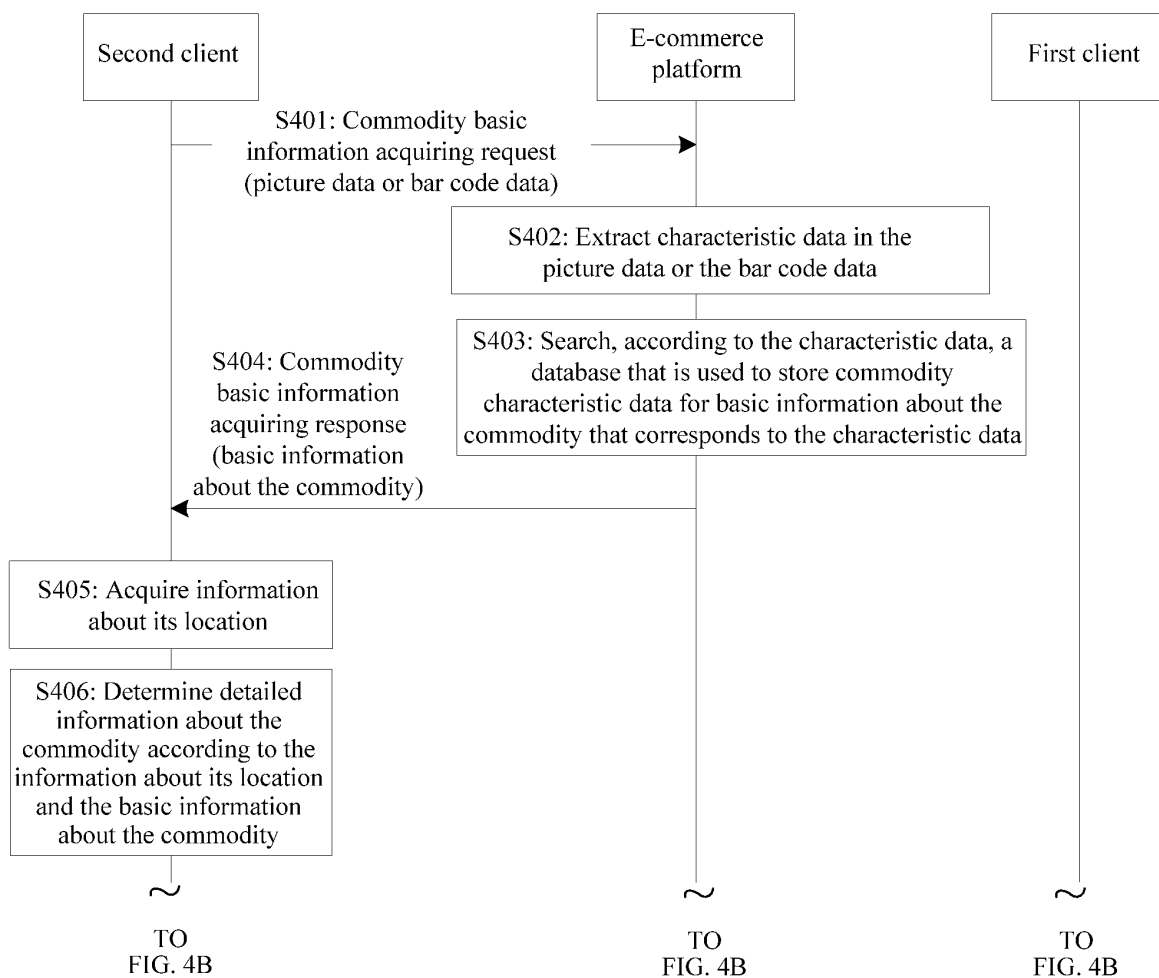 Second client
E-commerce
platform
First client
S401: Commodity basic
information acquiring request
(picture data or bar code data)
S402: Extract characteristic data in the
picture data or the bar code data
S403: Search, according to the characteristic data, a
database that is used to store commodity
characteristic data for basic information about the
commodity that corresponds to the characteristic data
S404: Commodity
basic information
acquiring response
(basic information
about the commodity)
S405: Acquire information
about its location
S406: Determine detailed
information about the
commodity according to the
information about its location
and the basic information
about the commodity
TO
FIG. 4B
TO
FIG. 4B
TO
FIG. 4B